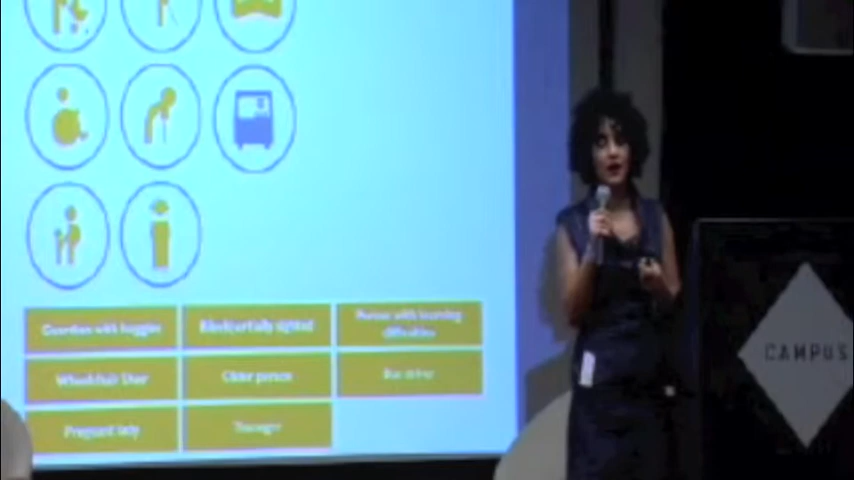 Guardian with buggies
Blind/partially sighted
Person with learning
difficulties
Wheelchair User
Older person
Bus driver
Pregnant lady
Teenager
CAMPUS